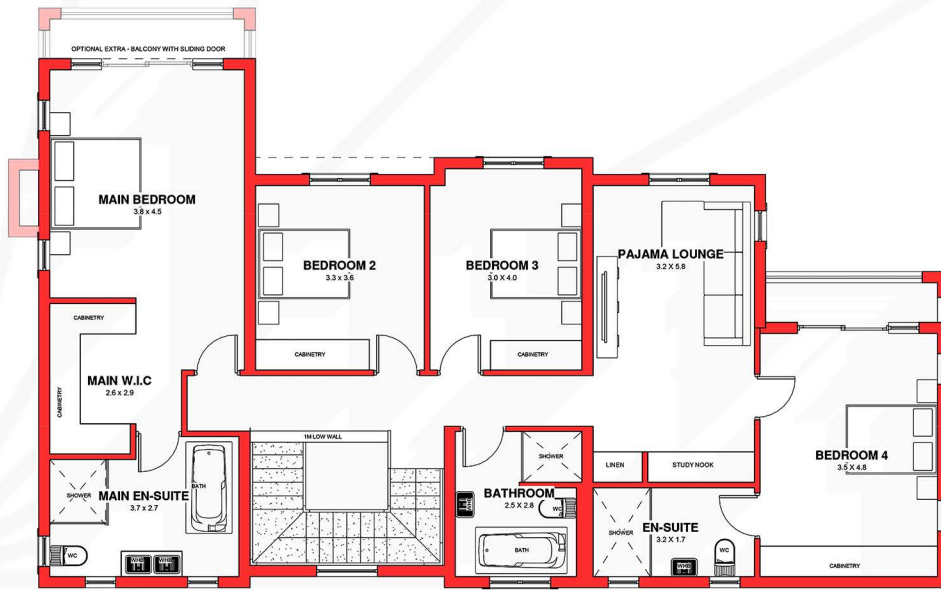 OPTIONAL EXTRA - BALCONY WITH SLIDING DOOR
MAIN BEDROOM
3.8 x 4.5
BEDROOM 2
3.3 x 3.6
CABINETRY
BEDROOM 3
3.0 X 4.0
CABINETRY
PAJAMA LOUNGE
3.2 X 5.8
CABINETRY
MAIN W.I.C
2.6 x 2.9
CABINETRY
1M LOW WALL
SHOWER
MAIN EN-SUITE
3.7 x 2.7
BATH
WC
WHB
WHB
SHOWER
BATHROOM
2.5 X 2.8
WHB
WC
BATH
LINEN
STUDY NOOK
EN-SUITE
3.2 X 1.7
SHOWER
WHB
WC
BEDROOM 4
3.5 X 4.8
CABINETRY